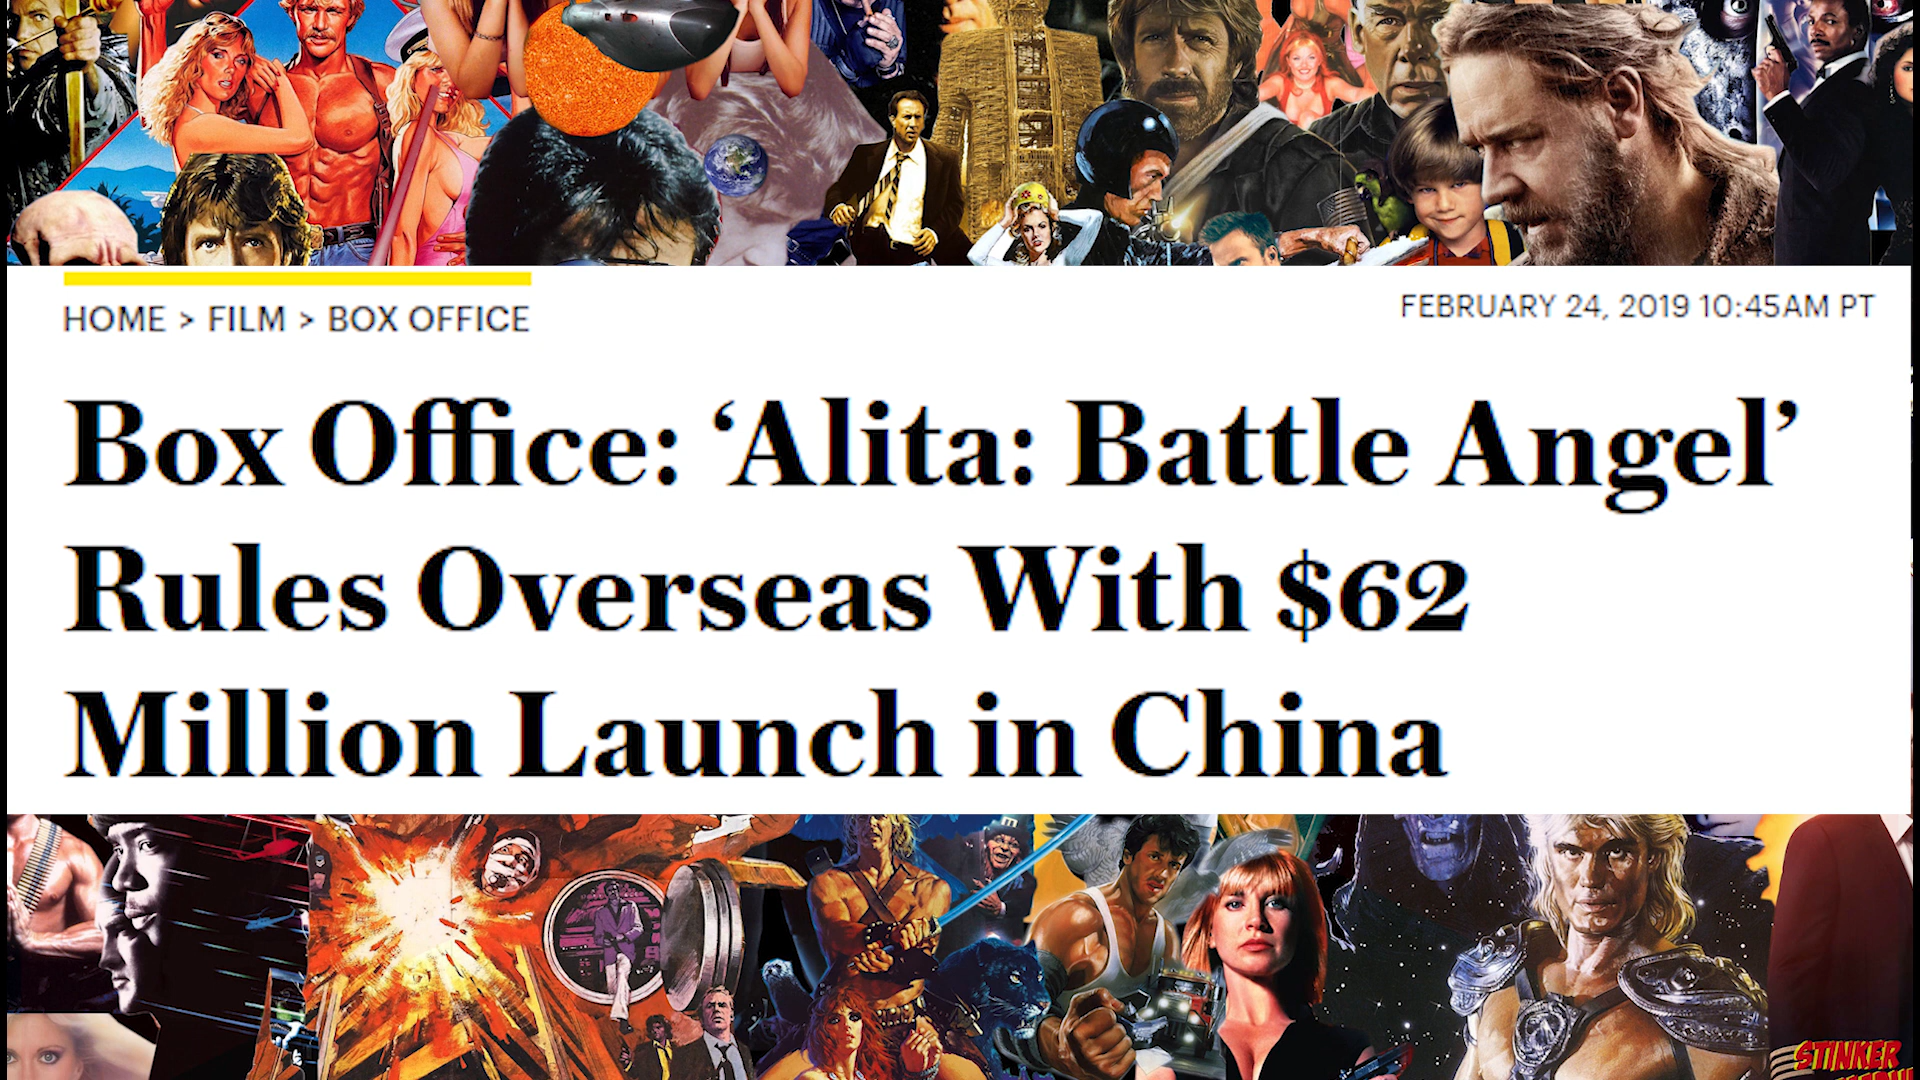 HOME > FILM > BOX OFFICE
FEBRUARY 24, 2019 10:45AM PT
Box Office: ‘Alita: Battle Angel’
Rules Overseas With $62
Million Launch in China
STINKER